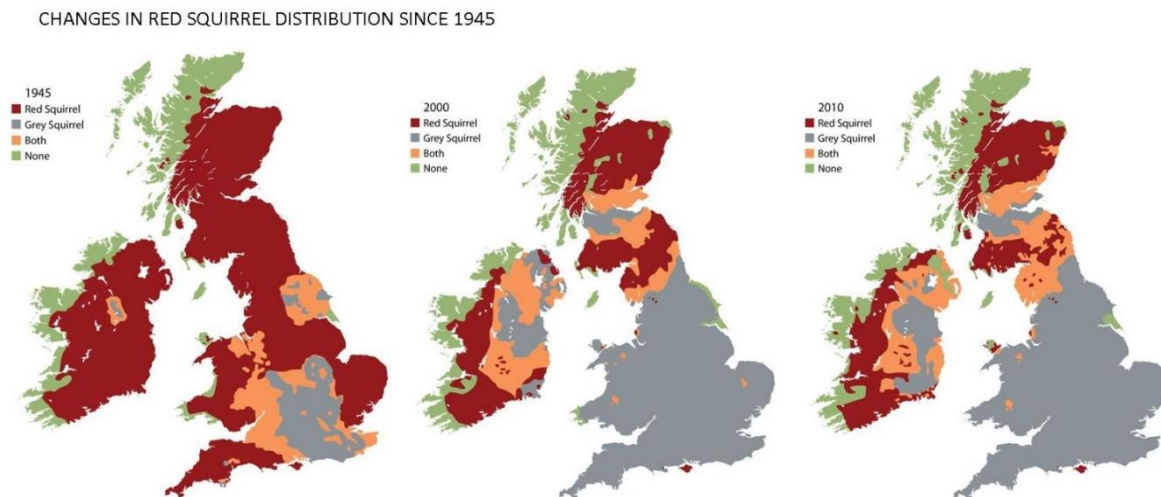 CHANGES IN RED SQUIRREL DISTRIBUTION SINCE 1945
1945
Red Squirrel
Grey Squirrel
Both
None
2000
Red Squirrel
Grey Squirrel
Both
None
2010
Red Squirrel
Grey Squirrel
Both
None